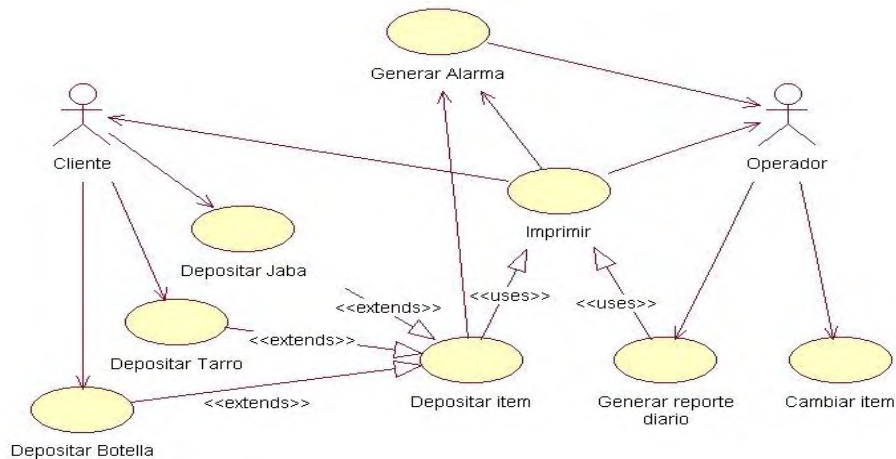 Generar Alarma
Cliente
Operador
Imprimir
Depositar Jaba
<<extends>>
<<uses>>
<<uses>>
<<extends>>
Depositar Tarro
Depositar item
Generar reporte
diario
Cambiar item
<<extends>>
Depositar Botella